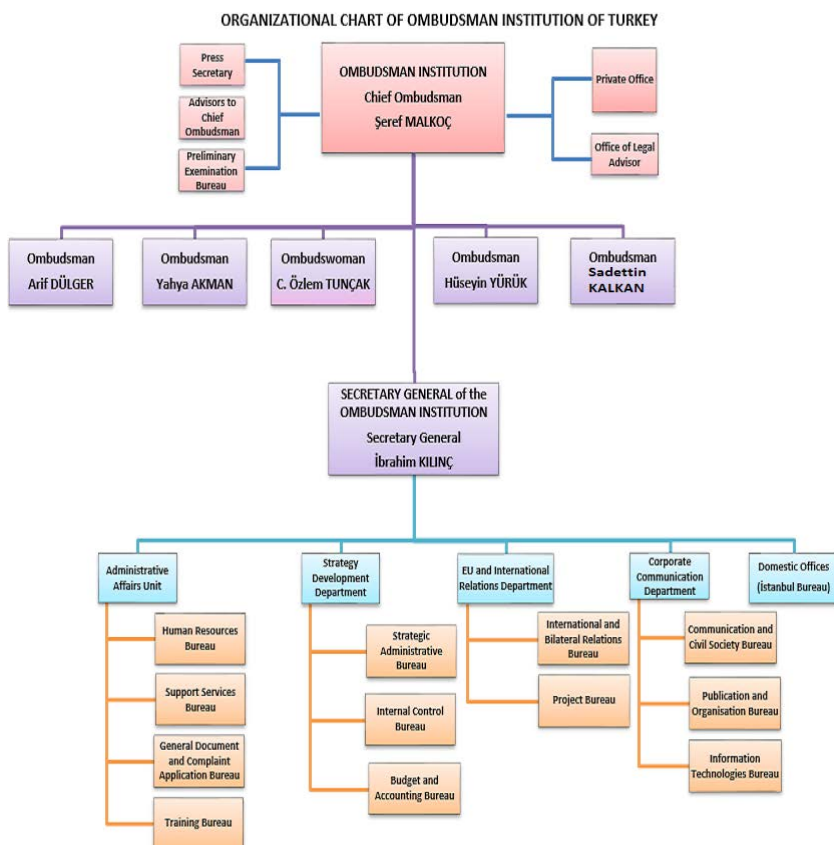 ORGANIZATIONAL CHART OF OMBUDSMAN INSTITUTION OF TURKEY
Press
Secretary
Advisors to
Chief
Ombudsman
Preliminary
Exemination
Bureau
OMBUDSMAN INSTITUTION
Chief Ombudsman
Şeref MALKOÇ
Private Office
Office of Legal
Advisor
Ombudsman
Arif DÜLGER
Ombudsman
Yahya AKMAN
Ombudswoman
C. Özlem TUNÇAK
Ombudsman
Hüseyin YÜRÜK
Ombudsman
Sadettin
KALKAN
SECRETARY GENERAL of the
OMBUDSMAN INSTITUTION
Secretary General
İbrahim KILINÇ
Administrative
Affairs Unit
Strategy
Development
Department
EU and International
Relations Department
Corporate
Communication
Department
Domestic Offices
(İstanbul Bureau)
Human Resources
Bureau
Support Services
Bureau
General Document
and Complaint
Application Bureau
Training Bureau
Strategic
Administrative
Bureau
Internal Control
Bureau
Budget and
Accounting Bureau
International and
Bilateral Relations
Bureau
Project Bureau
Communication and
Civil Society Bureau
Publication and
Organisation Bureau
Information
Technologies Bureau